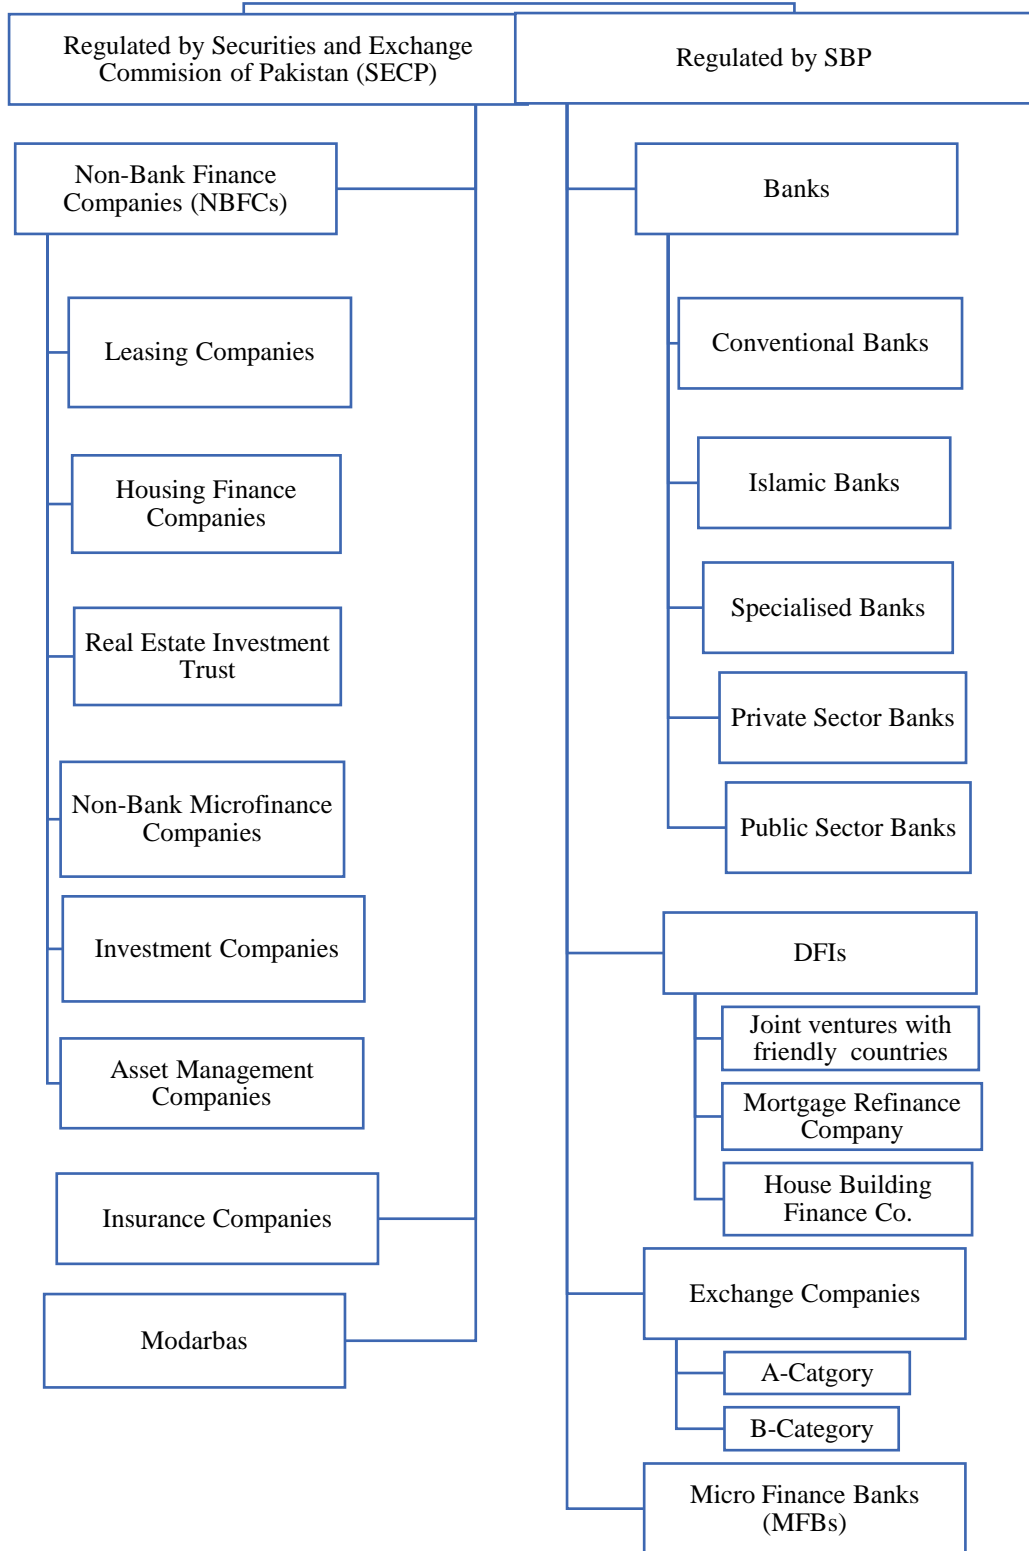 Regulated by Securities and Exchange
Commision of Pakistan (SECP)
Non-Bank Finance
Companies (NBFCs)
Leasing Companies
Housing Finance
Companies
Real Estate Investment
Trust
Non-Bank Microfinance
Companies
Investment Companies
Asset Management
Companies
Insurance Companies
Modarbas
Regulated by SBP
Banks
Conventional Banks
Islamic Banks
Specialised Banks
Private Sector Banks
Public Sector Banks
DFIs
Joint ventures with
friendly countries
Mortgage Refinance
Company
House Building
Finance Co.
Exchange Companies
A-Catgory
B-Category
Micro Finance Banks
(MFBs)